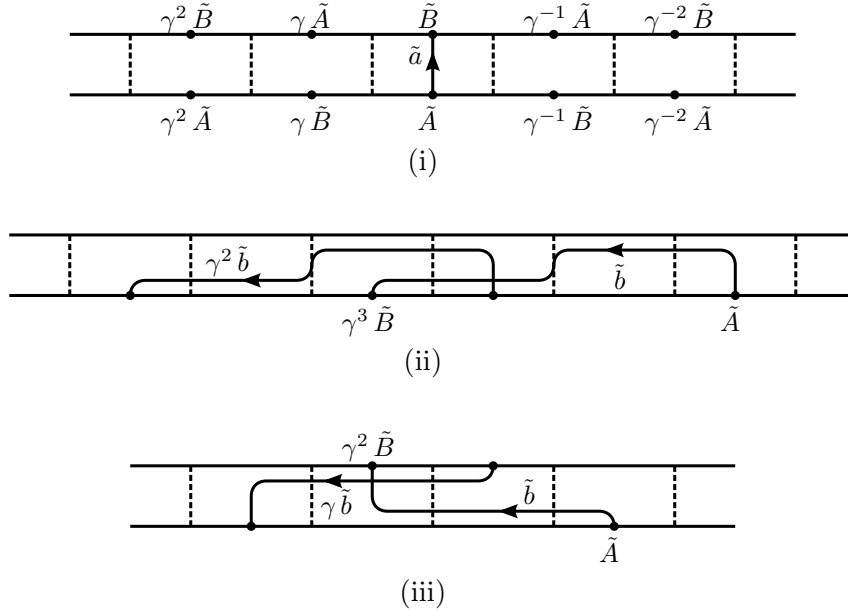 γ² B̃ γ Ã B̃ γ⁻¹ Ã γ⁻² B̃
ã
γ² Ã γ B̃ Ã γ⁻¹ B̃ γ⁻² Ã
(i)
γ² b̃ b̃
γ³ B̃ Ã
(ii)
γ² B̃
γ b̃ b̃
Ã
(iii)